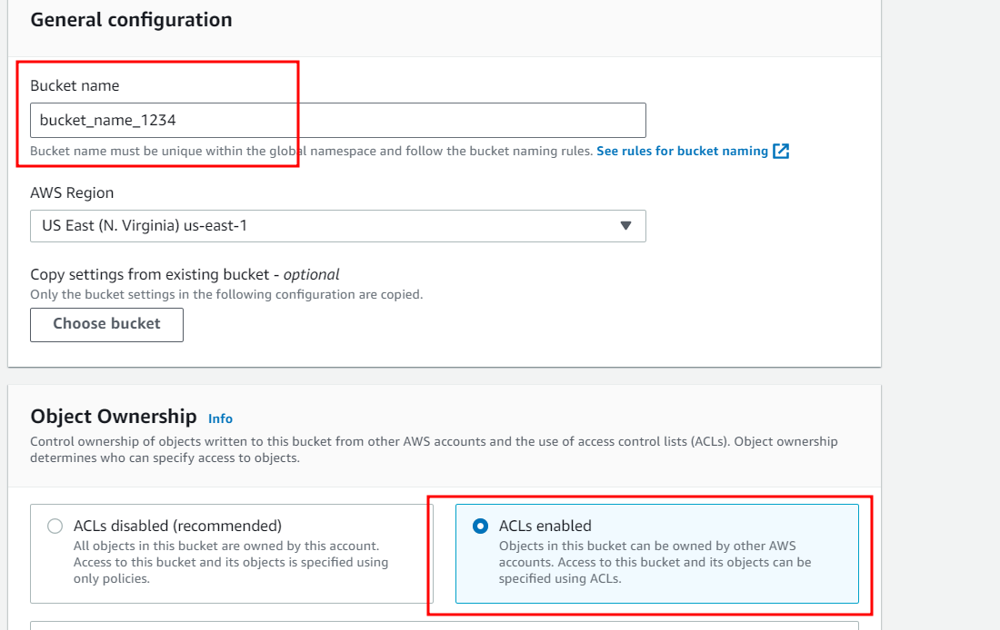 General configuration
Bucket name
bucket_name_1234
Bucket name must be unique within the global namespace and follow the bucket naming rules. See rules for bucket naming
AWS Region
US East (N. Virginia) us-east-1
Copy settings from existing bucket - optional
Only the bucket settings in the following configuration are copied.
Choose bucket
Object Ownership Info
Control ownership of objects written to this bucket from other AWS accounts and the use of access control lists (ACLs). Object ownership
determines who can specify access to objects.
ACLs disabled (recommended)
All objects in this bucket are owned by this account.
Access to this bucket and its objects is specified using
only policies.
ACLs enabled
Objects in this bucket can be owned by other AWS
accounts. Access to this bucket and its objects can be
specified using ACLs.